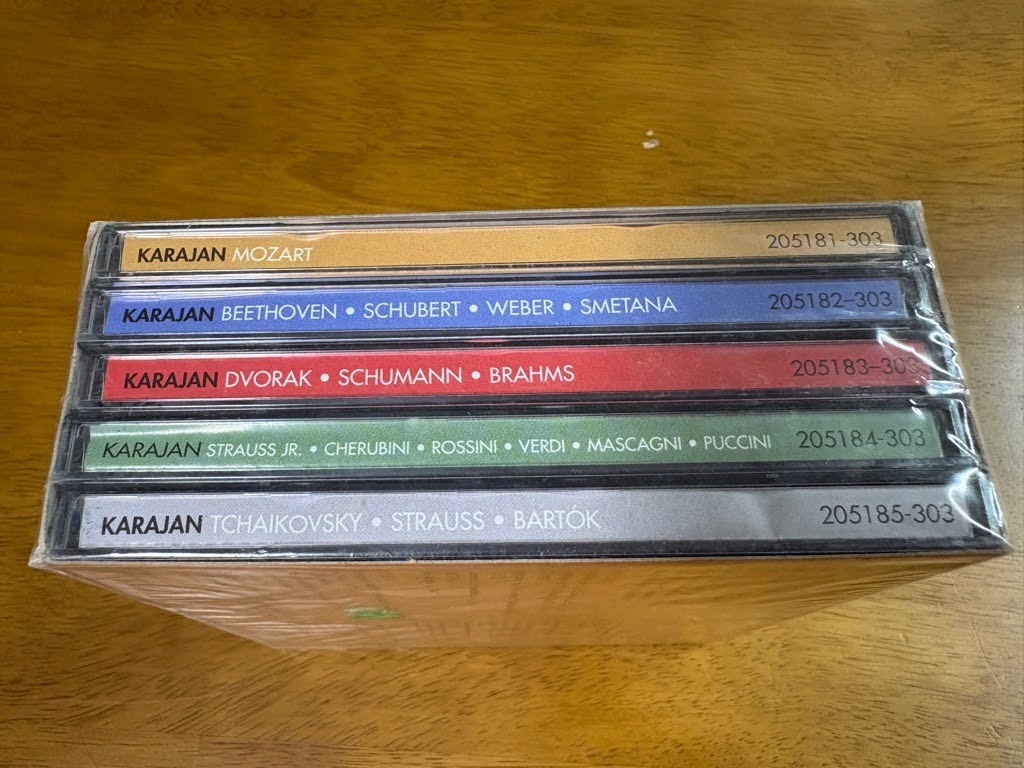 KARAJAN MOZART 205181-303
KARAJAN BEETHOVEN • SCHUBERT • WEBER • SMETANA 205182-303
KARAJAN DVORAK • SCHUMANN • BRAHMS 205183-303
KARAJAN STRAUSS JR. • CHERUBINI • ROSSINI • VERDI • MASCAGNI • PUCCINI 205184-303
KARAJAN TCHAIKOVSKY • STRAUSS • BARTÓK 205185-303